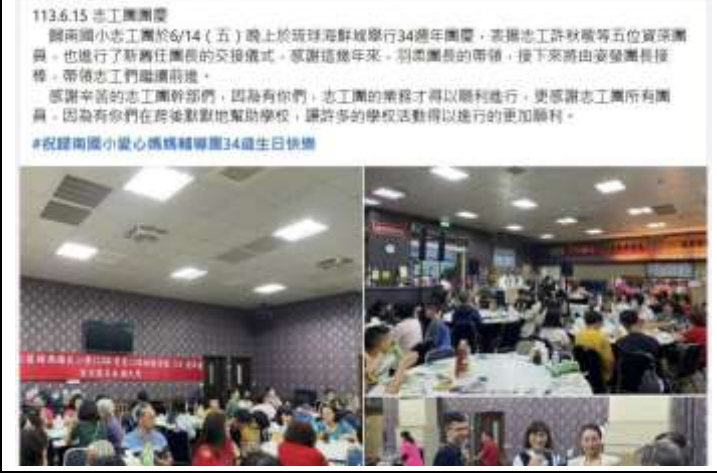 113.6.15 志工團團慶
歸南國小志工團於6/14（五）晚上於琉球海鮮城舉行34週年團慶，表揚志工許秋敏等五位資深團
員，也進行了新舊任團長的交接儀式，感謝這幾年來，羽柔團長的帶領，接下來將由姿螢團長接
棒，帶領志工們繼續前進。
感謝辛苦的志工團幹部們，因為有你們，志工團的業務才得以順利進行，更感謝志工團所有團
員，因為有你們在背後默默地幫助學校，讓許多的學校活動得以進行的更加順利。
#祝歸南國小愛心媽媽輔導團34歲生日快樂